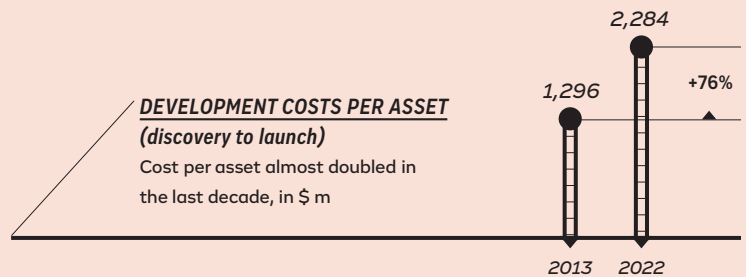 2,284
1,296
+76%
DEVELOPMENT COSTS PER ASSET
(discovery to launch)
Cost per asset almost doubled in
the last decade, in $ m
2013 2022